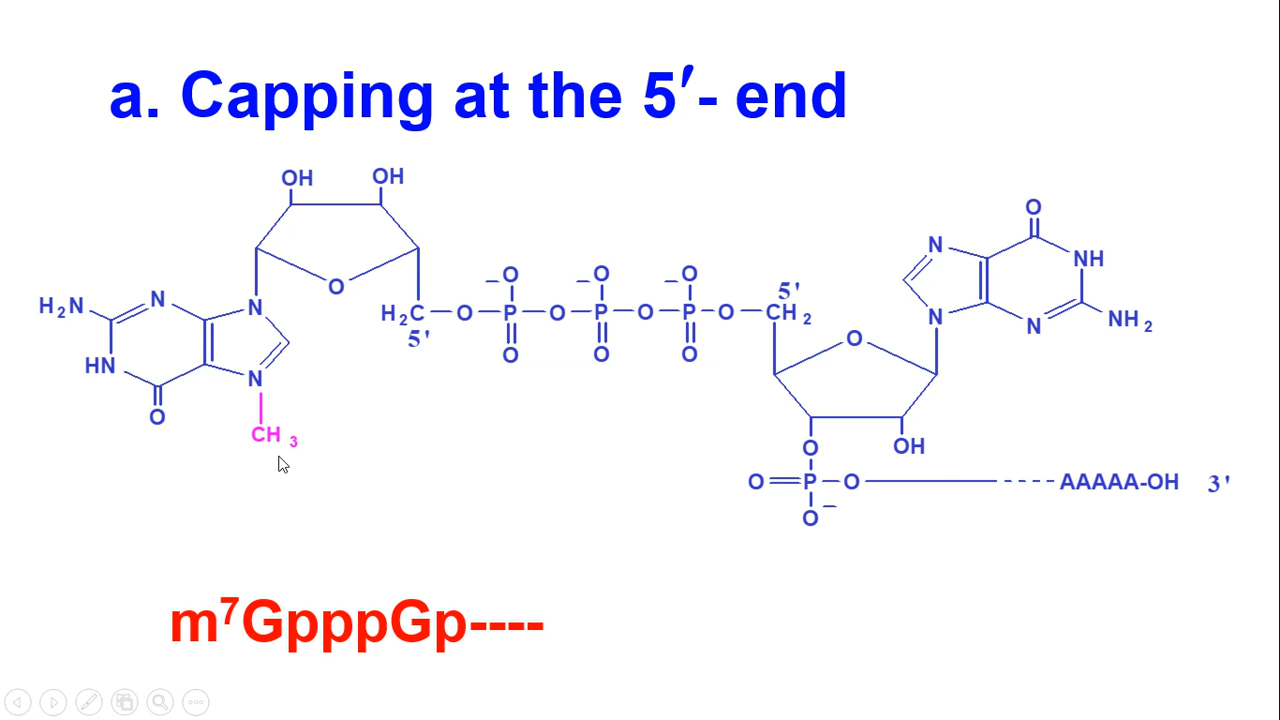 a. Capping at the 5′- end
OH OH
O
H₂N N N
HN N
O
CH₃
H₂C—O—P—O—P—O—P—O—CH₂
5'
5'
⁻O ⁻O ⁻O
O O O
O
N NH
N N NH₂
O
O OH
O=P—O AAAAA-OH 3'
O⁻
m⁷GpppGp----